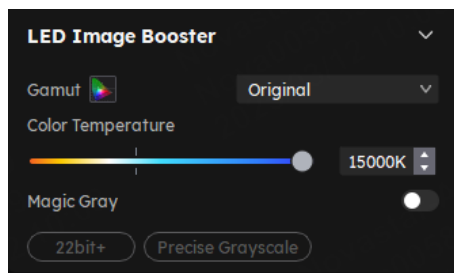 LED Image Booster
Gamut Original
Color Temperature
15000K
Magic Gray
22bit+ Precise Grayscale